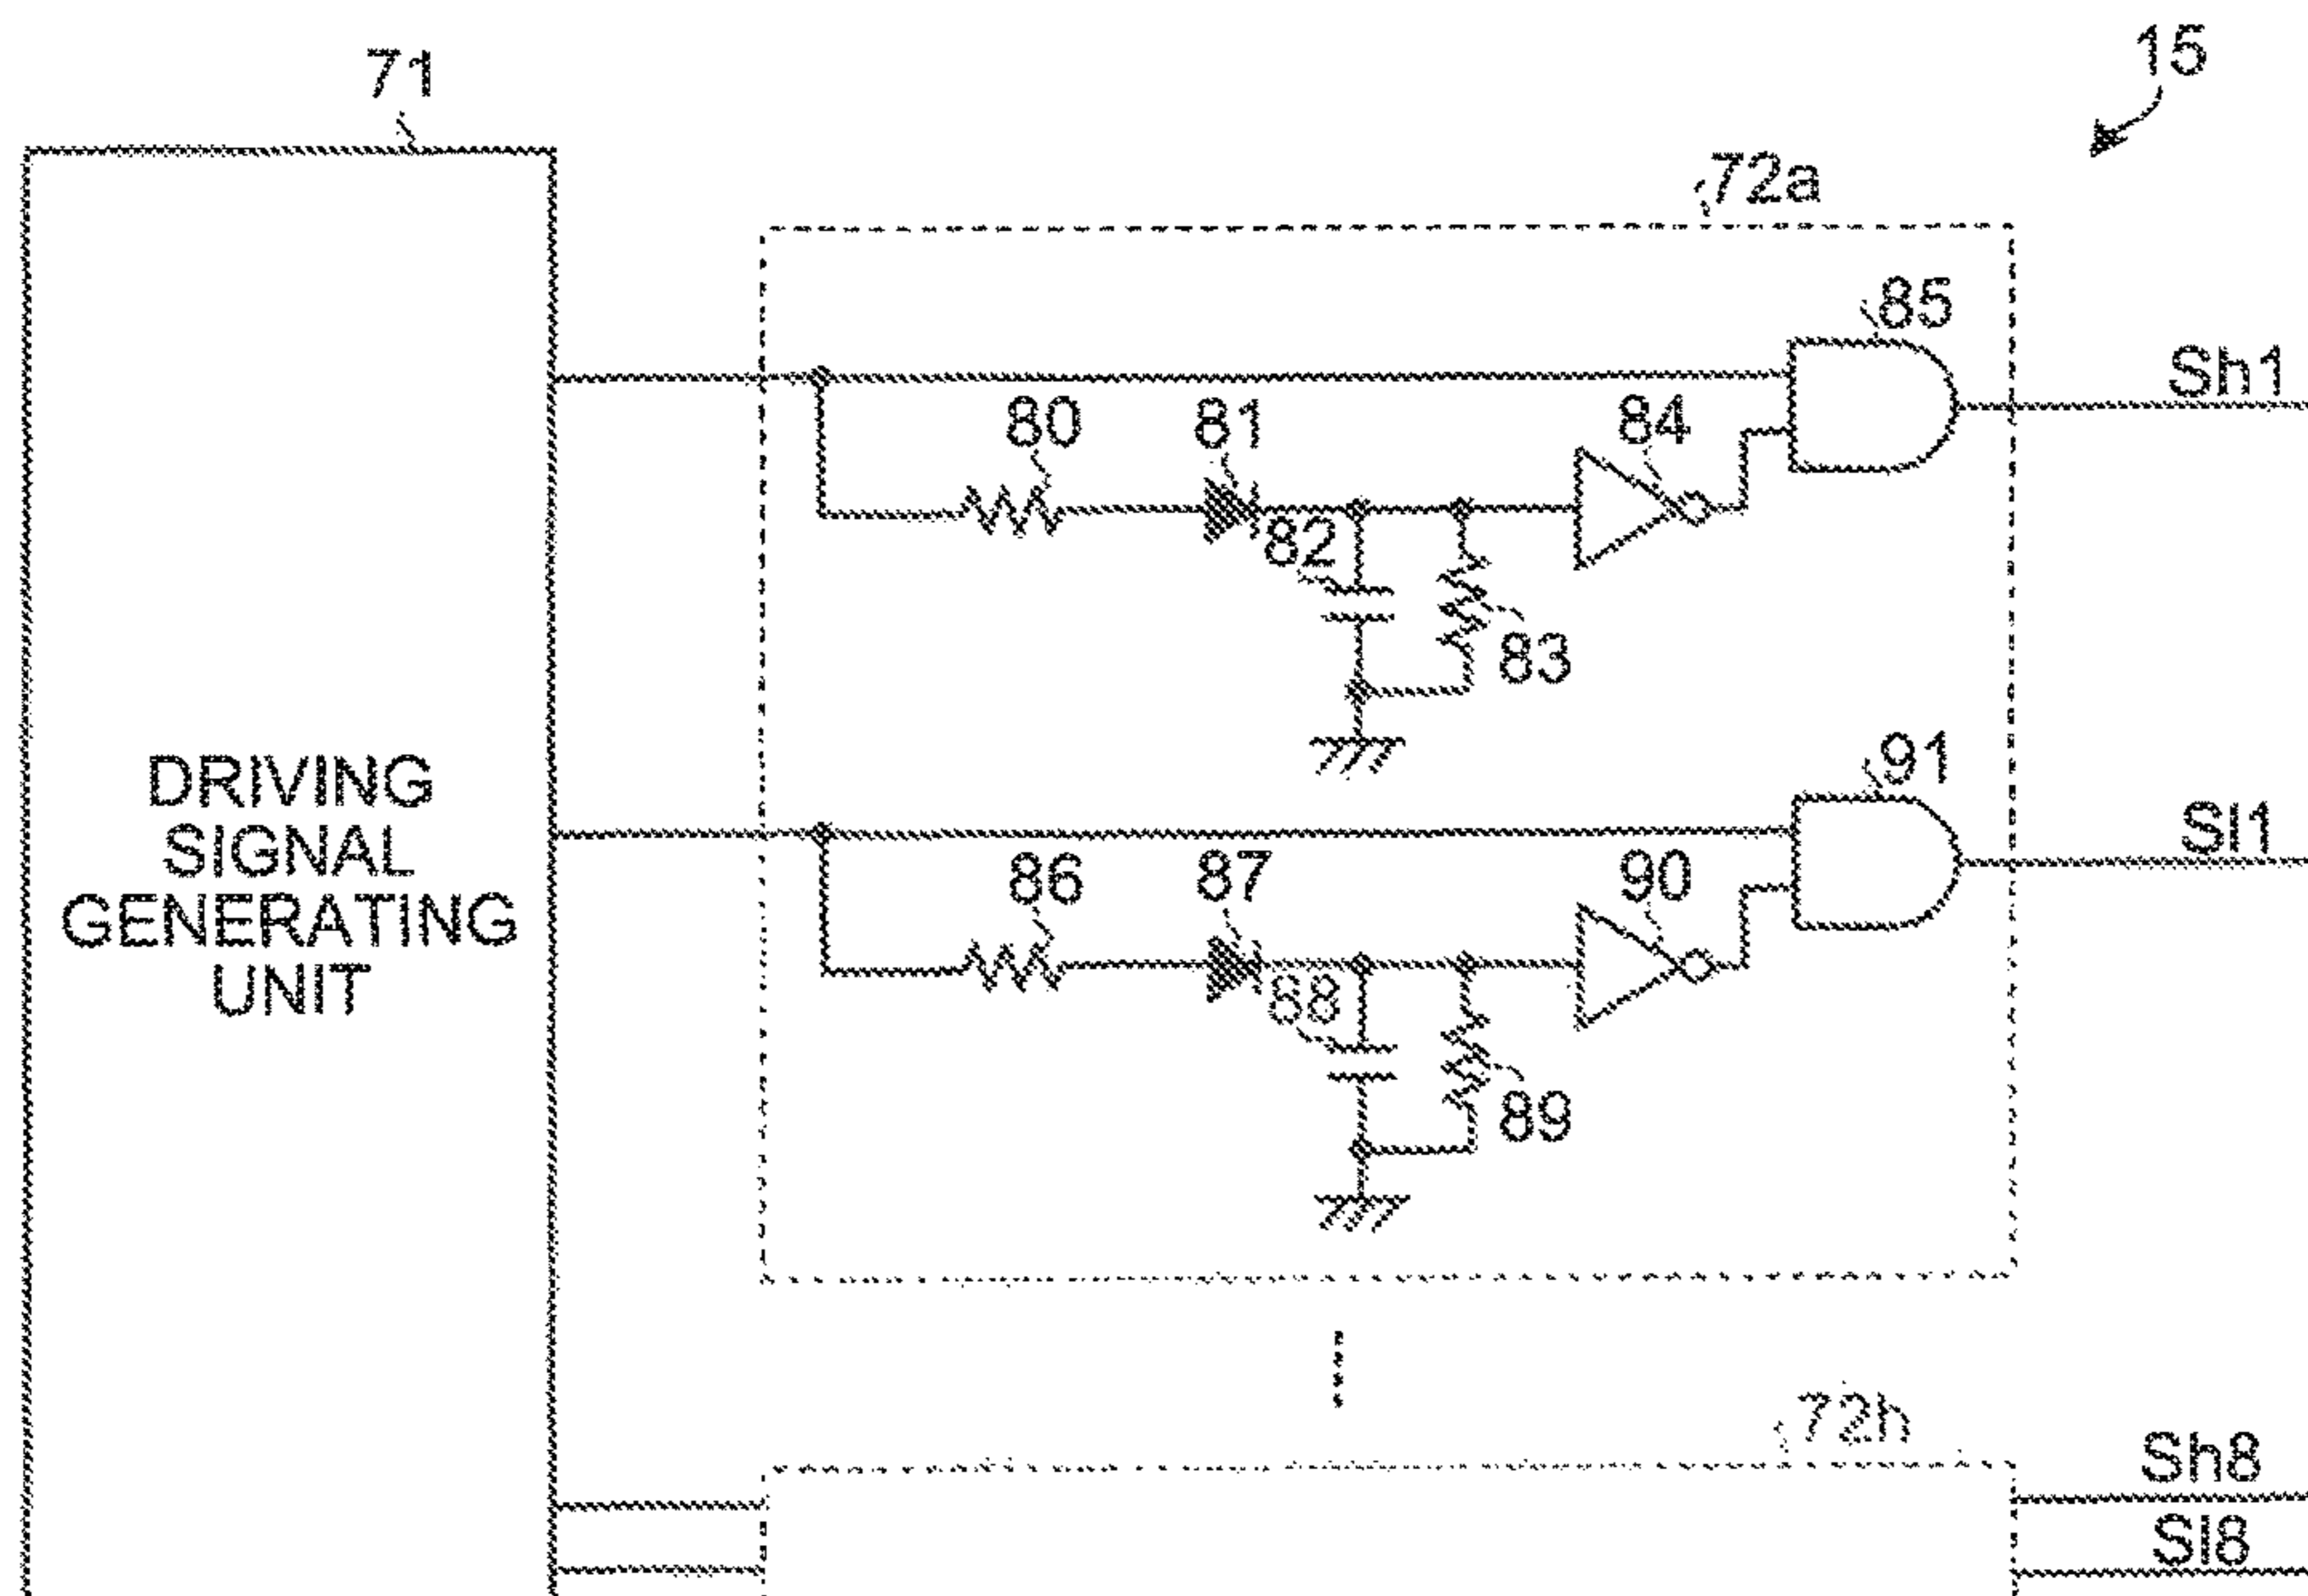 71
15
72a
85
Sh1
80
81
84
82
83
DRIVING
SIGNAL
GENERATING
UNIT
91
Sl1
86
87
90
88
89
72h
Sh8
Sl8